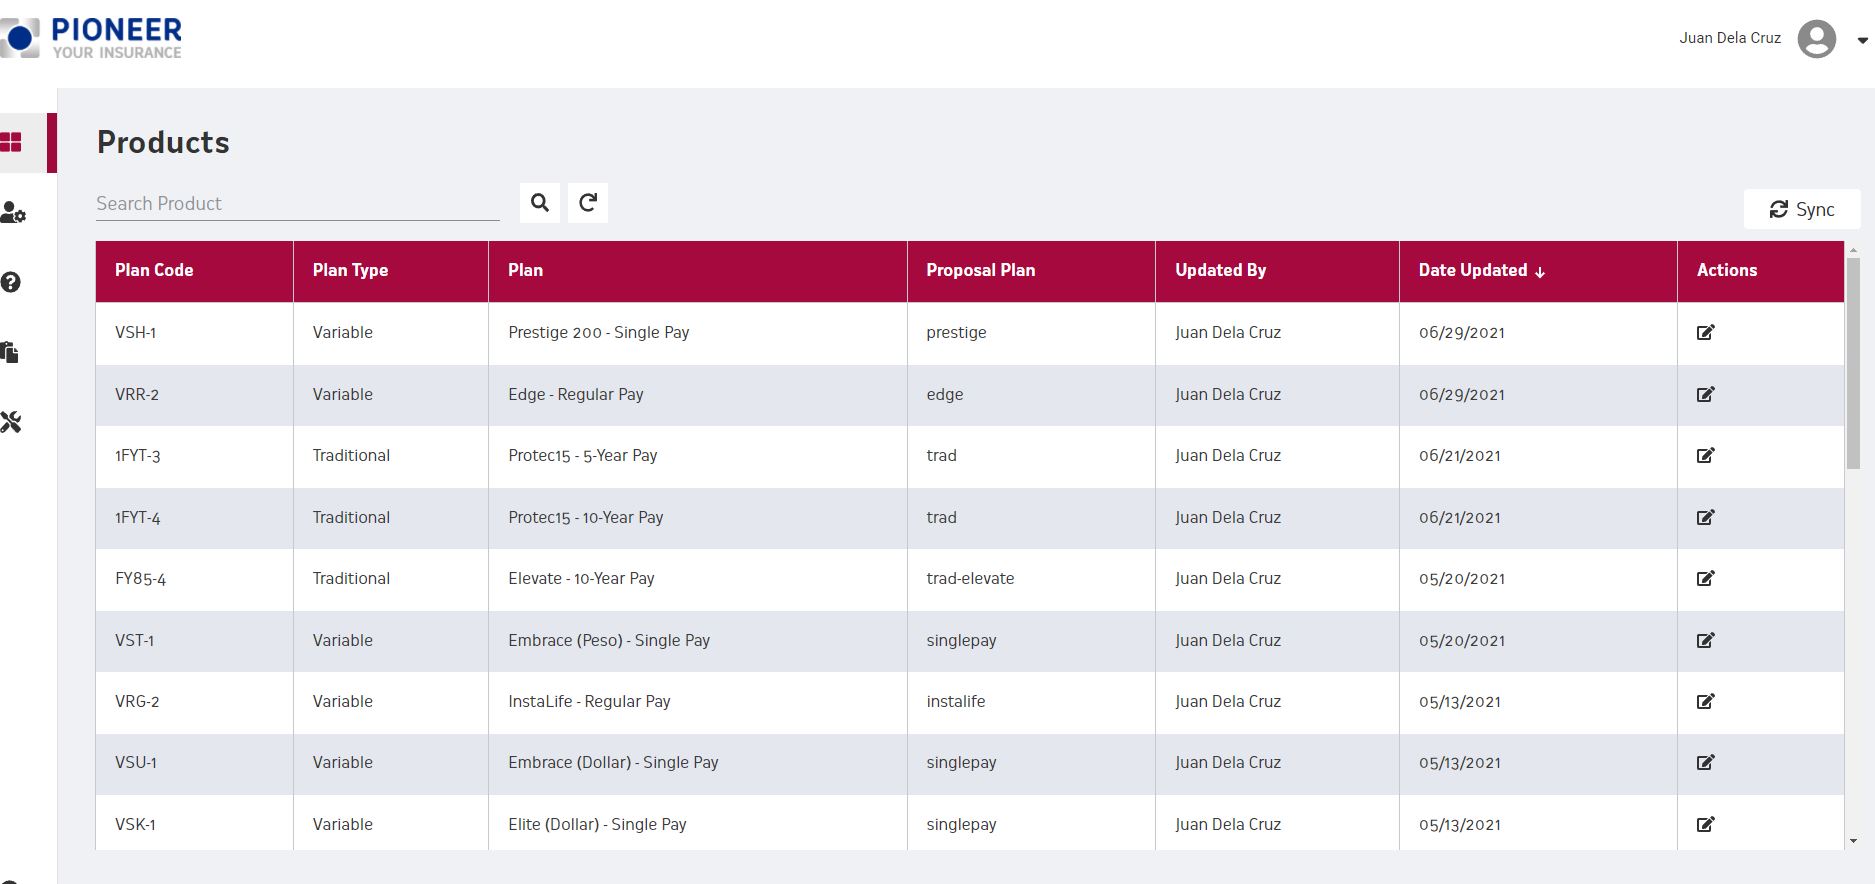 PIONEER
YOUR INSURANCE
Juan Dela Cruz
Products
Search Product
Sync
Plan Code Plan Type Plan Proposal Plan Updated By Date Updated ↓ Actions
VSH-1 Variable Prestige 200 - Single Pay prestige Juan Dela Cruz 06/29/2021
VRR-2 Variable Edge - Regular Pay edge Juan Dela Cruz 06/29/2021
1FYT-3 Traditional Protec15 - 5-Year Pay trad Juan Dela Cruz 06/21/2021
1FYT-4 Traditional Protec15 - 10-Year Pay trad Juan Dela Cruz 06/21/2021
FY85-4 Traditional Elevate - 10-Year Pay trad-elevate Juan Dela Cruz 05/20/2021
VST-1 Variable Embrace (Peso) - Single Pay singlepay Juan Dela Cruz 05/20/2021
VRG-2 Variable InstaLife - Regular Pay instalife Juan Dela Cruz 05/13/2021
VSU-1 Variable Embrace (Dollar) - Single Pay singlepay Juan Dela Cruz 05/13/2021
VSK-1 Variable Elite (Dollar) - Single Pay singlepay Juan Dela Cruz 05/13/2021